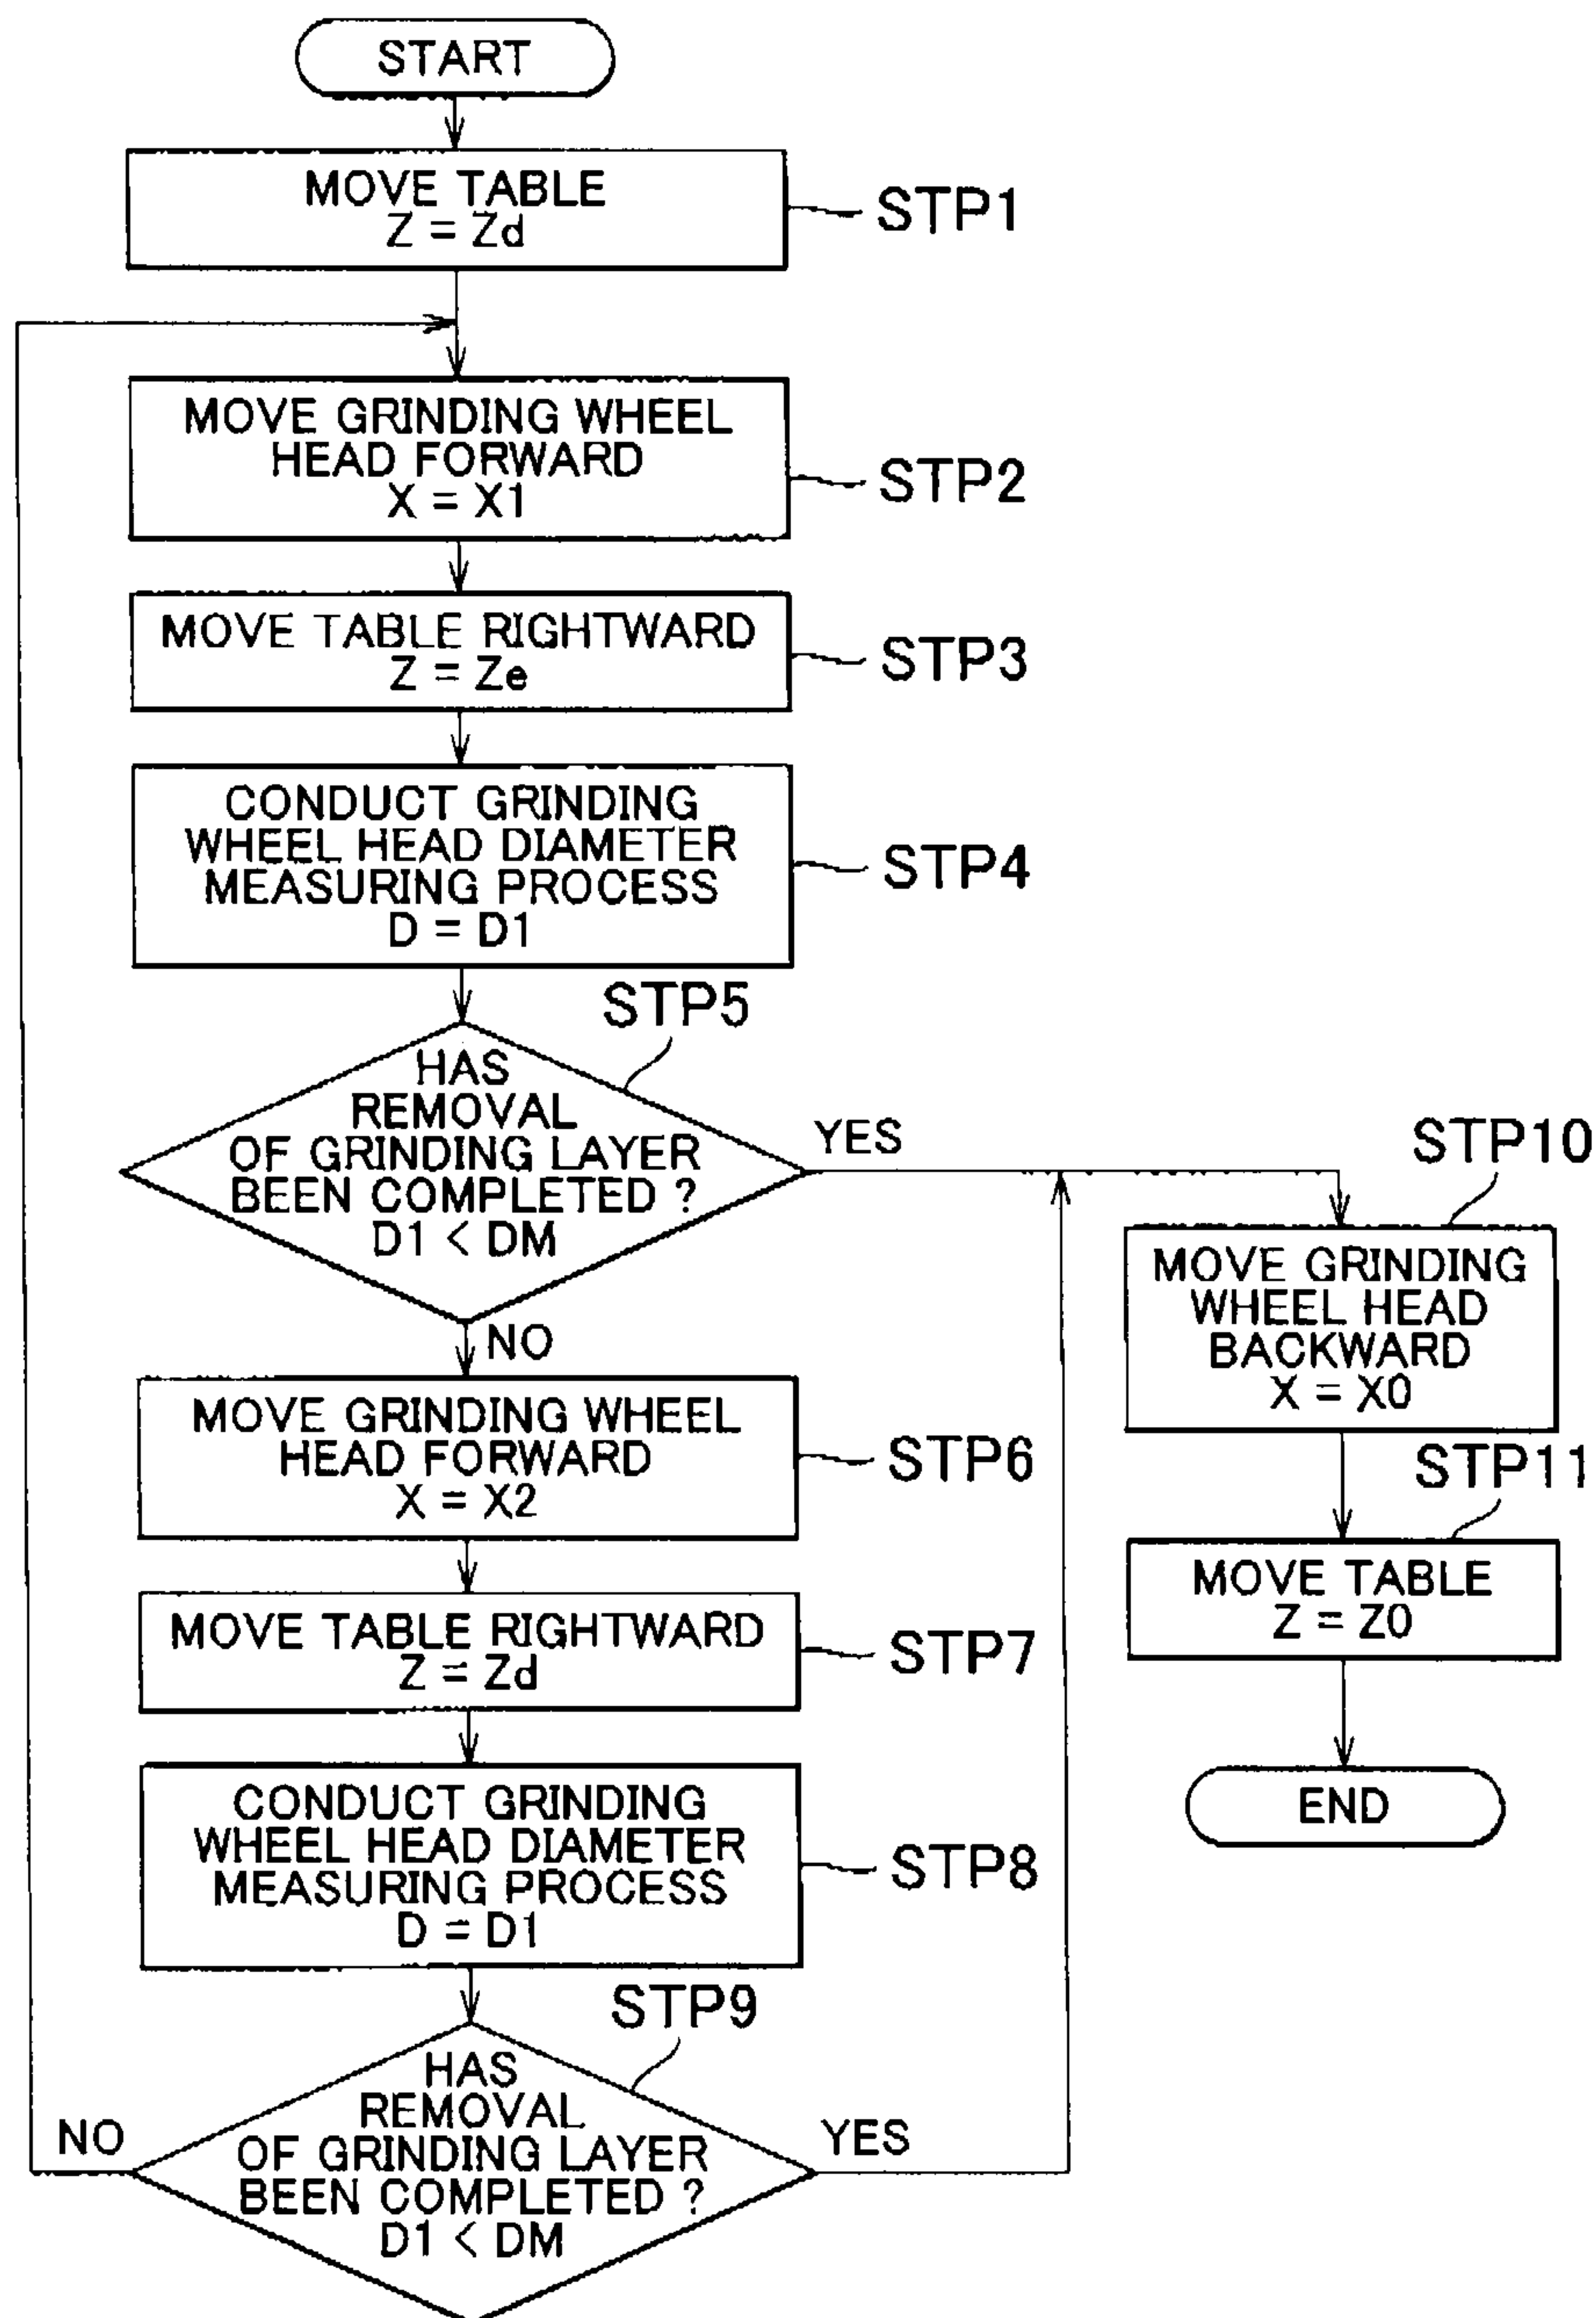 START
MOVE TABLE
Z = Zd
STP1
MOVE GRINDING WHEEL
HEAD FORWARD
X = X1
STP2
MOVE TABLE RIGHTWARD
Z = Ze
STP3
CONDUCT GRINDING
WHEEL HEAD DIAMETER
MEASURING PROCESS
D = D1
STP4
STP5
HAS
REMOVAL
OF GRINDING LAYER
BEEN COMPLETED ?
D1 < DM
YES
NO
MOVE GRINDING WHEEL
HEAD FORWARD
X = X2
STP6
MOVE TABLE RIGHTWARD
Z = Zd
STP7
CONDUCT GRINDING
WHEEL HEAD DIAMETER
MEASURING PROCESS
D = D1
STP8
STP9
HAS
REMOVAL
OF GRINDING LAYER
BEEN COMPLETED ?
D1 < DM
NO
YES
STP10
MOVE GRINDING
WHEEL HEAD
BACKWARD
X = X0
STP11
MOVE TABLE
Z = Z0
END